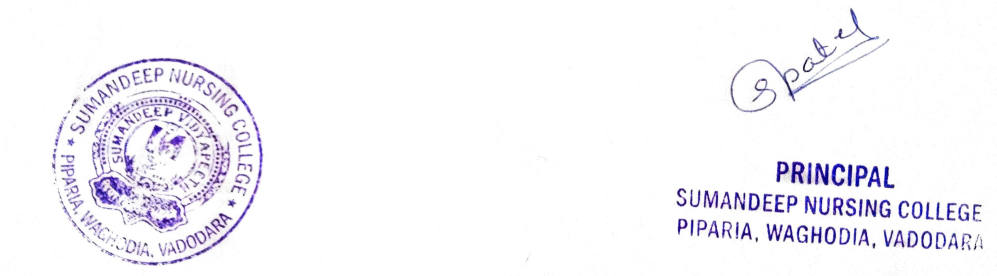 SUMANDEEP NURSING COLLEGE
★ PIPARIA, WAGHODIA, VADODARA ★
SUMANDEEP VIDYAPEETH
Spatel
PRINCIPAL
SUMANDEEP NURSING COLLEGE
PIPARIA, WAGHODIA, VADODARA